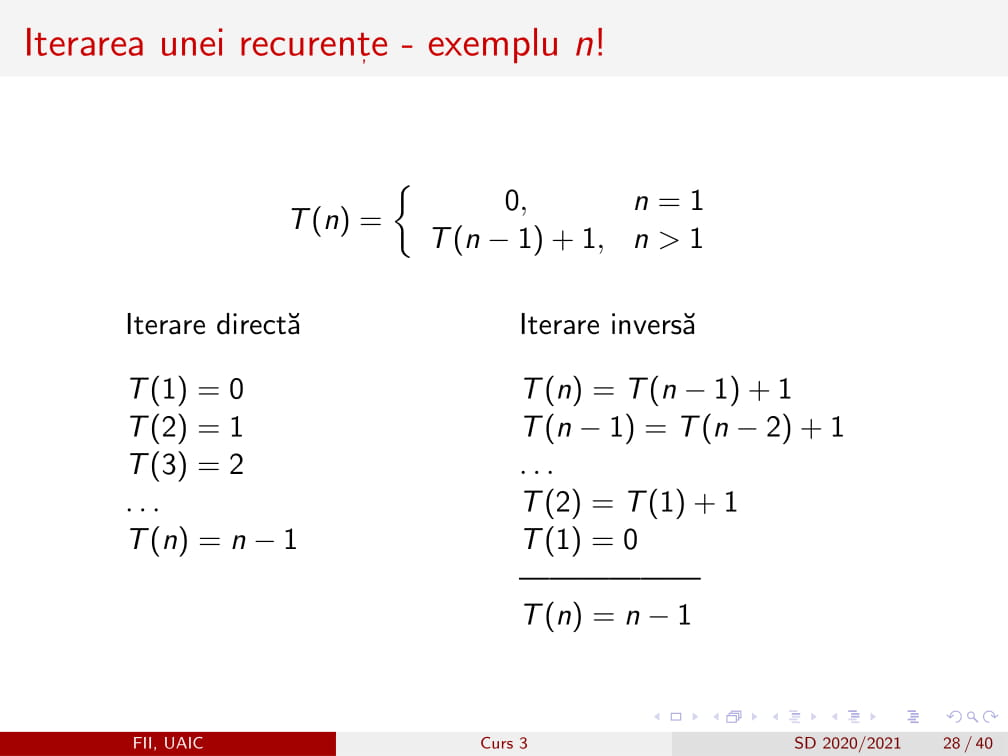 Iterarea unei recurențe - exemplu n!
T(n) = { 0, n = 1
T(n − 1) + 1, n > 1
Iterare directă
T(1) = 0
T(2) = 1
T(3) = 2
. . .
T(n) = n − 1
Iterare inversă
T(n) = T(n − 1) + 1
T(n − 1) = T(n − 2) + 1
. . .
T(2) = T(1) + 1
T(1) = 0
T(n) = n − 1
FII, UAIC
Curs 3
SD 2020/2021
28 / 40